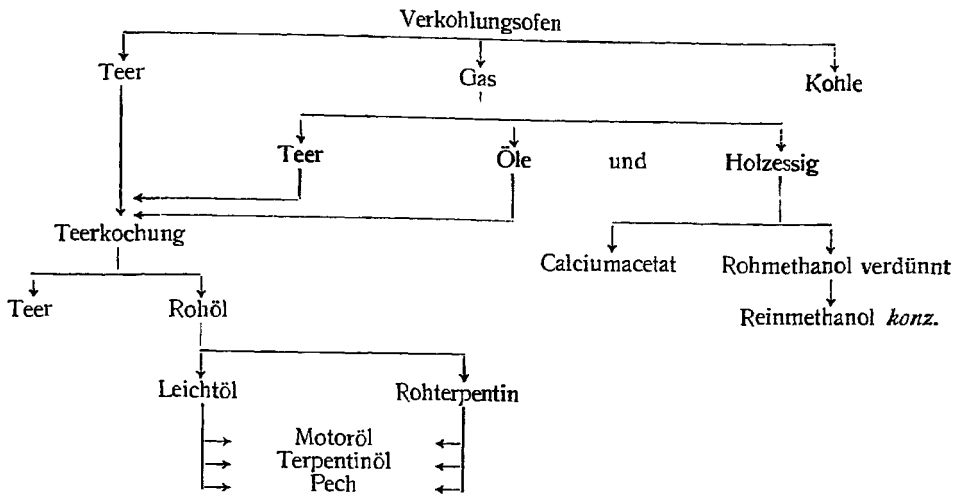 Verkohlungsofen
Teer Gas Kohle
Teer Öle und Holzessig
Teerkochung
Calciumacetat Rohmethanol verdünnt
Teer Rohöl
Reinmethanol konz.
Leichtöl Rohterpentin
Motoröl
Terpentinöl
Pech